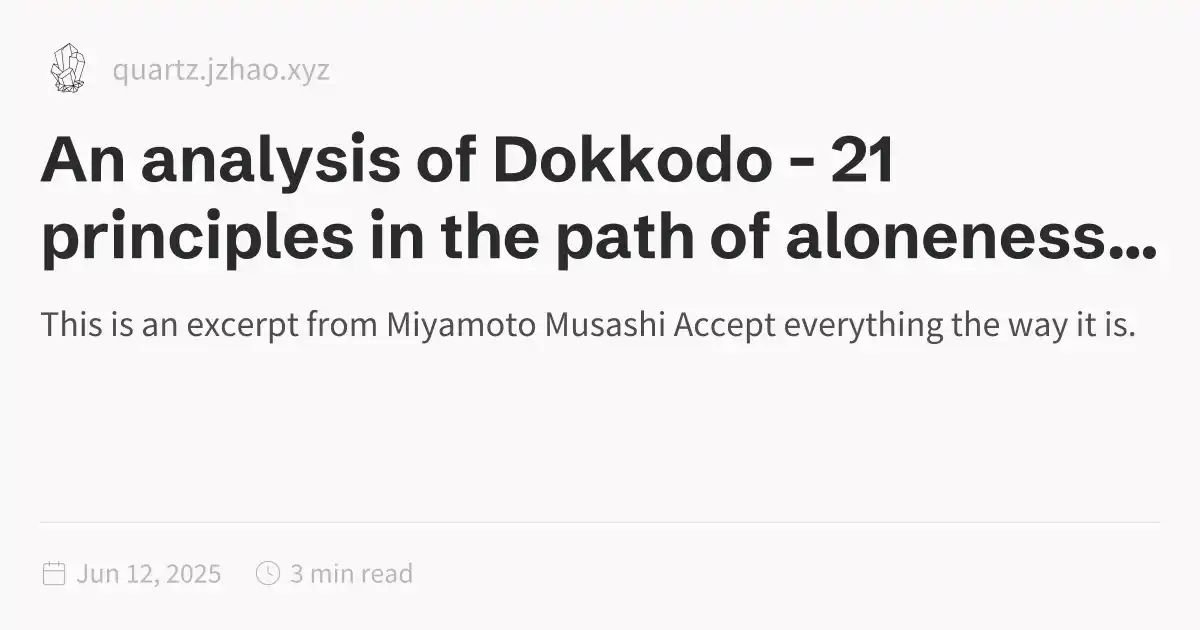 quartz.jzhao.xyz
An analysis of Dokkodo - 21
principles in the path of aloneness...
This is an excerpt from Miyamoto Musashi Accept everything the way it is.
Jun 12, 2025 3 min read